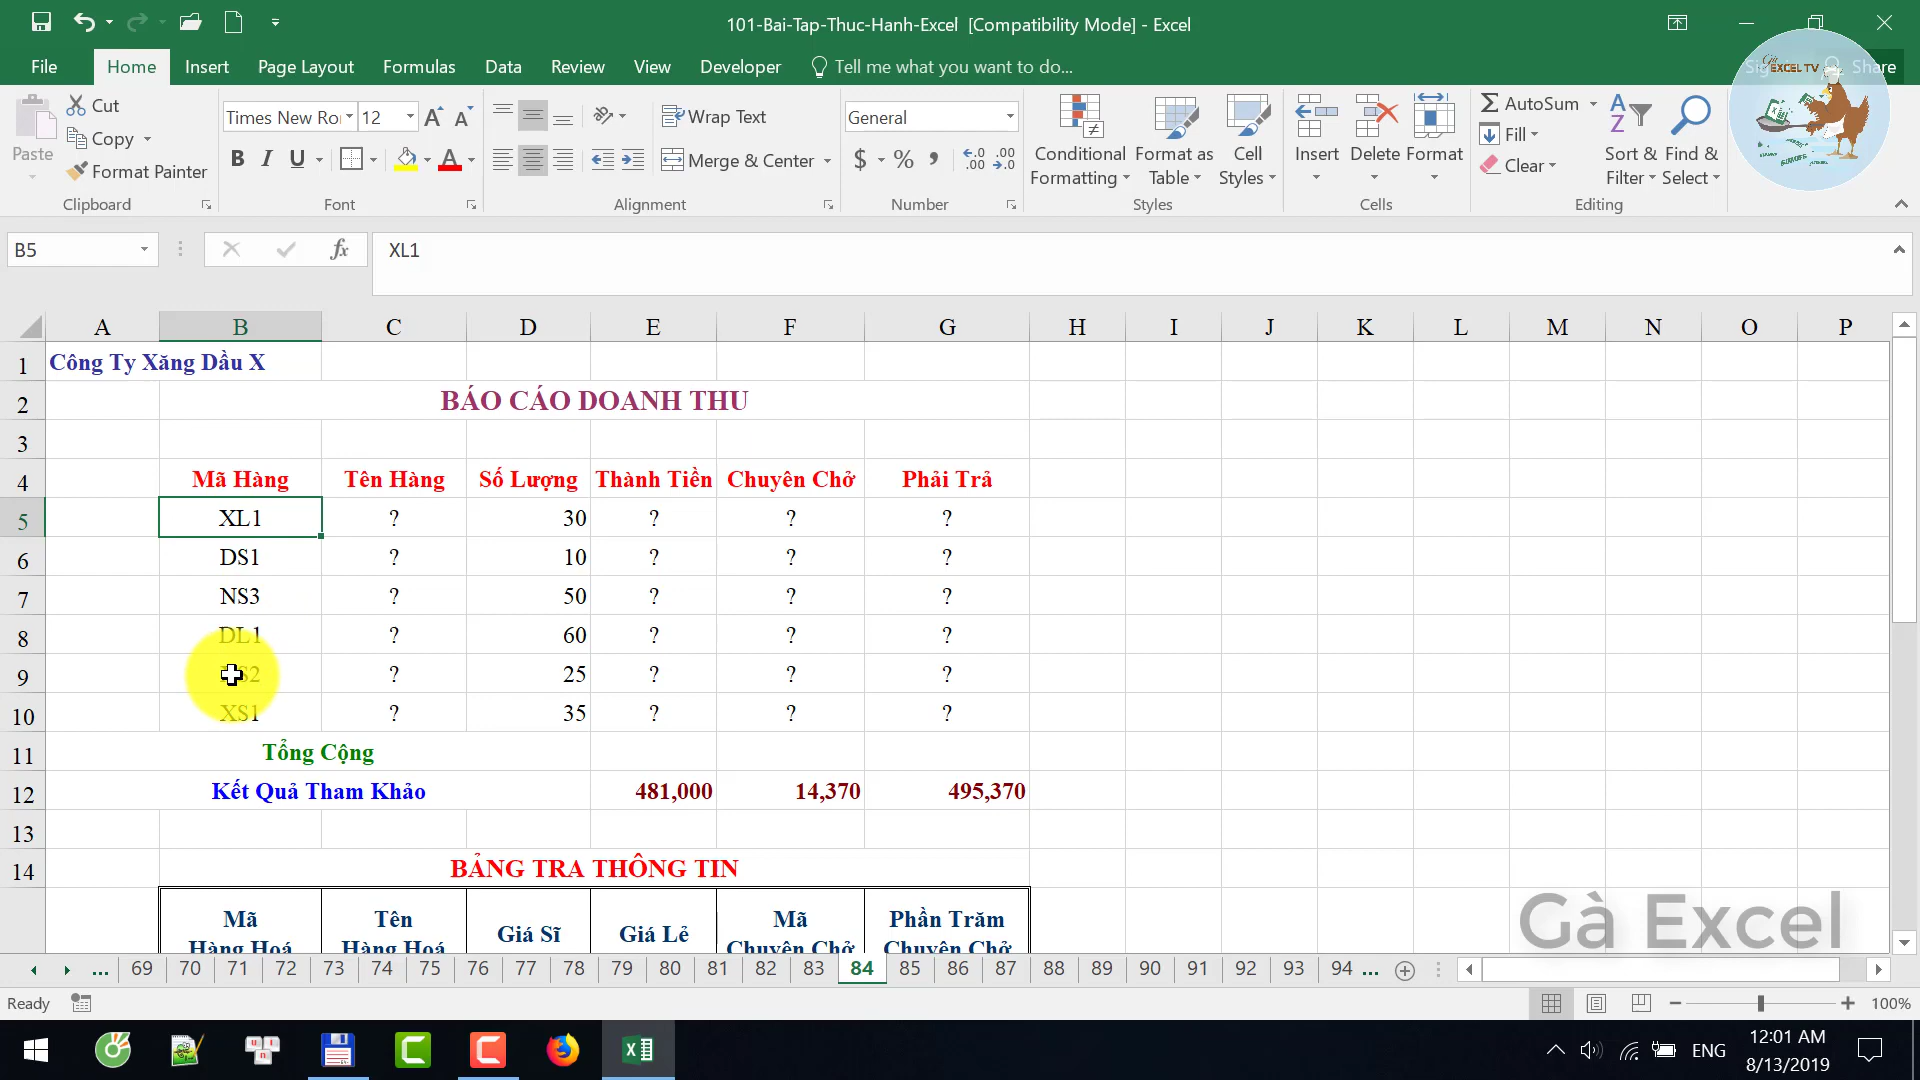 101-Bai-Tap-Thuc-Hanh-Excel [Compatibility Mode] - Excel
File Home Insert Page Layout Formulas Data Review View Developer Tell me what you want to do... Share
EXCEL TV
Paste
Cut
Copy
Format Painter
Clipboard
Times New Ro 12
Font
Wrap Text
Merge & Center
Alignment
General
Number
Conditional Formatting
Format as Table
Cell Styles
Styles
Insert Delete Format
Cells
AutoSum
Fill
Clear
Sort & Filter
Find & Select
Editing
B5 fx XL1
A B C D E F G H I J K L M N O P
1 Công Ty Xăng Dầu X
2 BÁO CÁO DOANH THU
3
4 Mã Hàng Tên Hàng Số Lượng Thành Tiền Chuyên Chở Phải Trả
5 XL1 ? 30 ? ? ?
6 DS1 ? 10 ? ? ?
7 NS3 ? 50 ? ? ?
8 DL1 ? 60 ? ? ?
9 ? 25 ? ? ?
10 XS1 ? 35 ? ? ?
11 Tổng Cộng
12 Kết Quả Tham Khảo 481,000 14,370 495,370
13
14 BẢNG TRA THÔNG TIN
Mã Hàng Hoá
Tên Hàng Hoá
Giá Sĩ
Giá Lẻ
Mã Chuyên Chở
Phần Trăm Chuyên Chở
Gà Excel
... 69 70 71 72 73 74 75 76 77 78 79 80 81 82 83 84 85 86 87 88 89 90 91 92 93 94 ...
Ready 100%
ENG
12:01 AM
8/13/2019